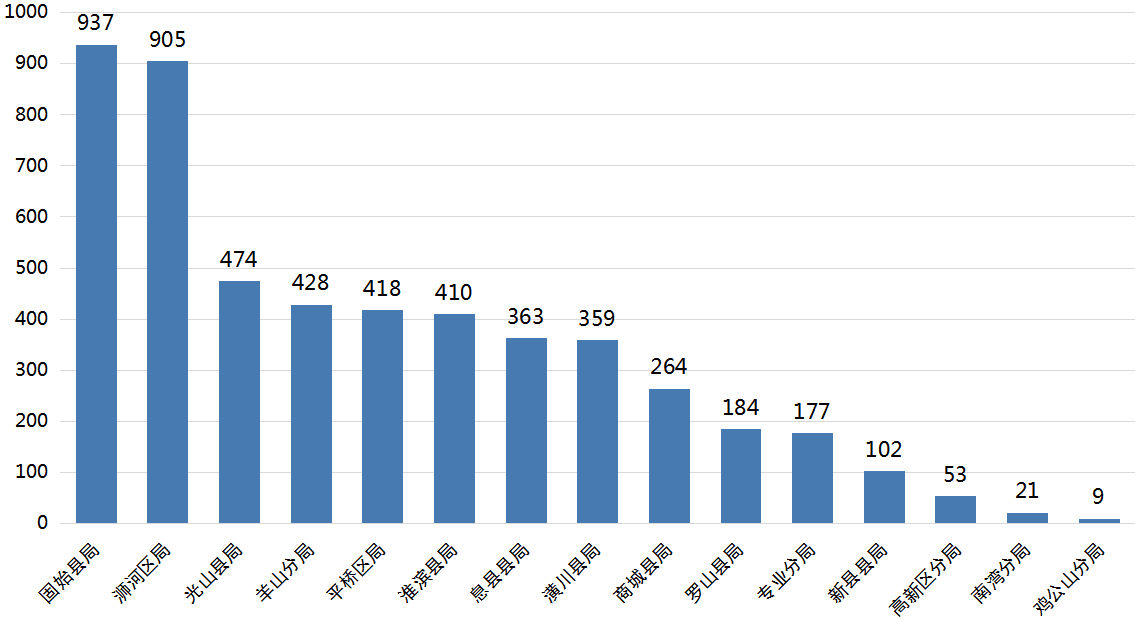 1000
900
800
700
600
500
400
300
200
100
0
937
905
474
428
418
410
363
359
264
184
177
102
53
21
9
固始县局
浉河区局
光山县局
羊山分局
平桥区局
淮滨县局
息县县局
潢川县局
商城县局
罗山县局
专业分局
新县县局
高新区分局
南湾分局
鸡公山分局